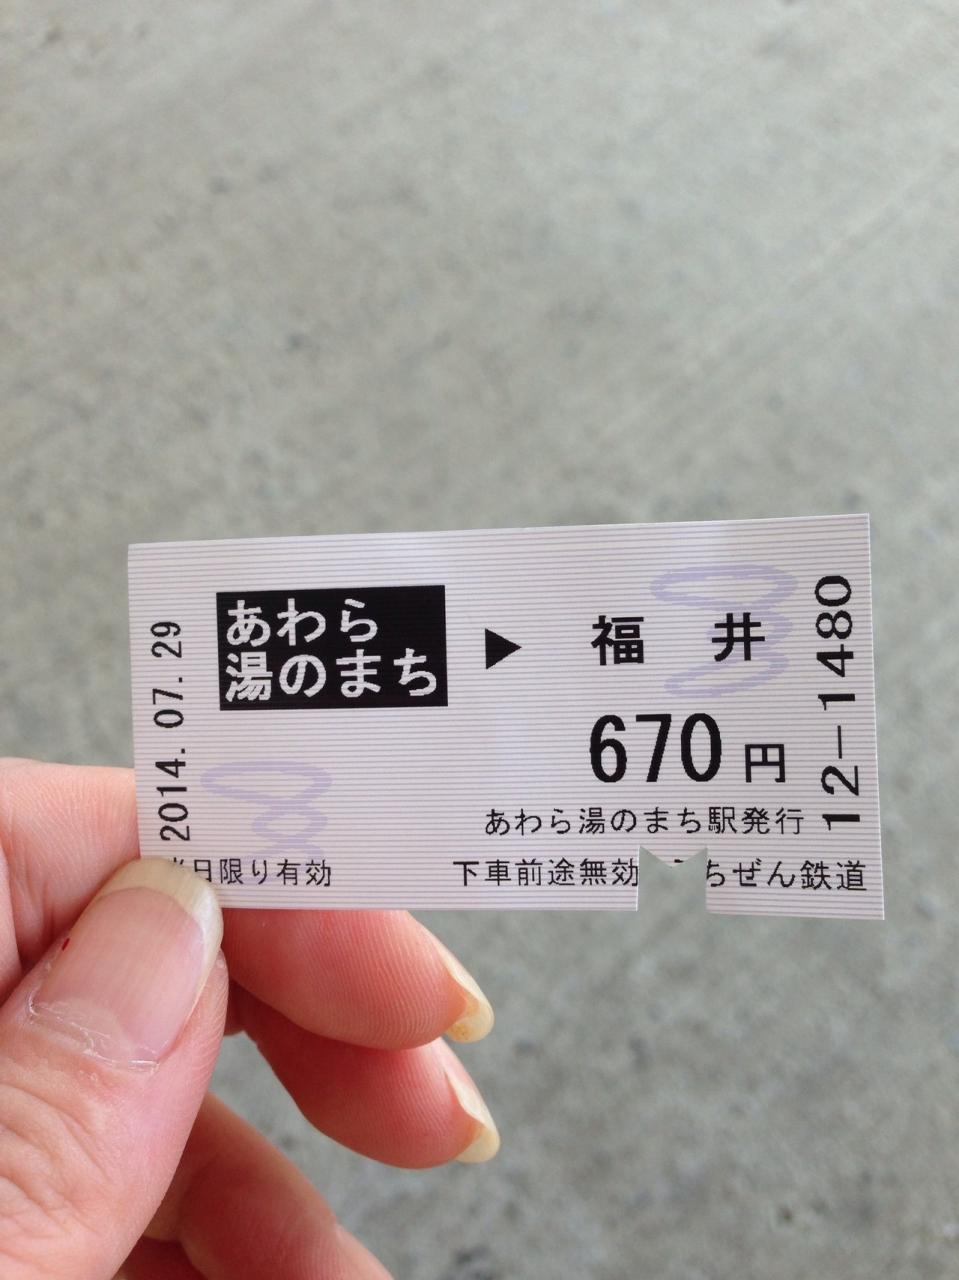 2014.07.29
あわら
湯のまち
▶ 福井
670円
あわら湯のまち駅発行
日限り有効
下車前途無効 ちぜん鉄道
12-1480